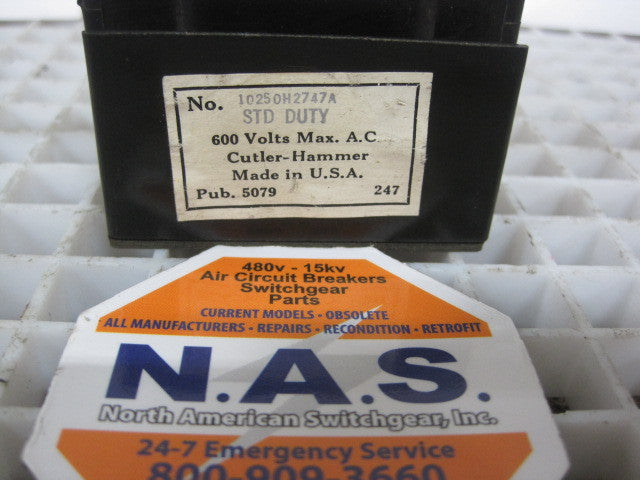 No. 10250H2747A
STD DUTY
600 Volts Max. A.C.
Cutler-Hammer
Made in U.S.A.
Pub. 5079 247
480v - 15kv
Air Circuit Breakers
Switchgear
Parts
CURRENT MODELS - OBSOLETE
ALL MANUFACTURERS - REPAIRS - RECONDITION - RETROFIT
N.A.S.
North American Switchgear, Inc.
24-7 Emergency Service
800-909-3660